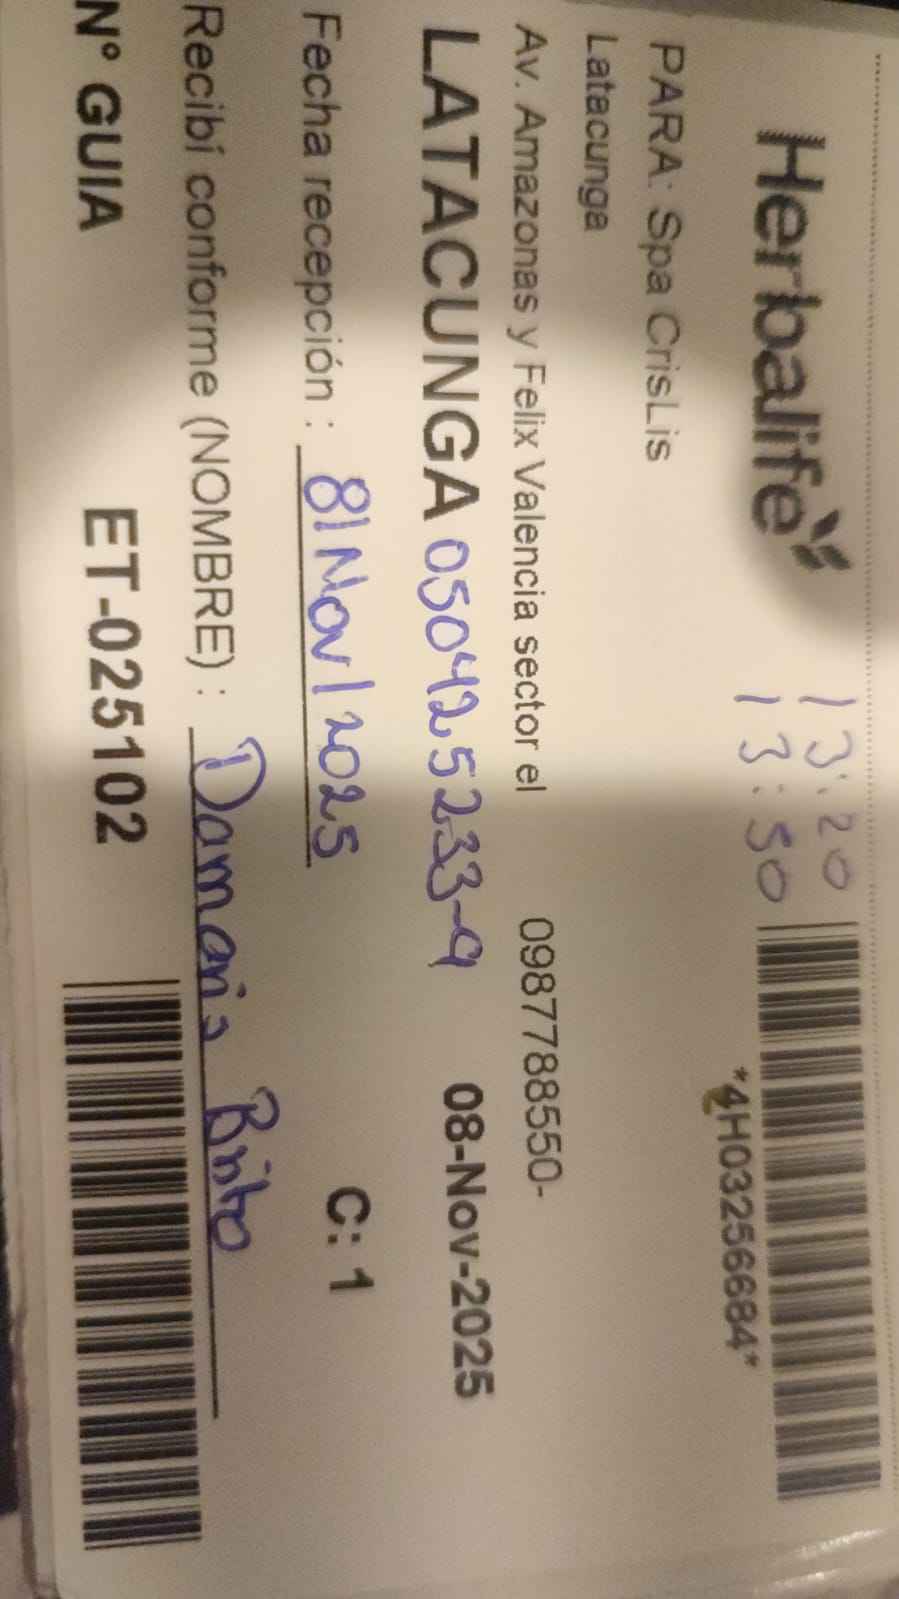 Herbalife
13:20
13:50
*4H03256684*
PARA: Spa CrisLis
Latacunga
Av. Amazonas y Felix Valencia sector el 0987788550-
LATACUNGA 050425233-9 08-Nov-2025
Fecha recepción : 8/Nov/2025 C: 1
Recibí conforme (NOMBRE) : Damaris Brito
N° GUIA ET-025102